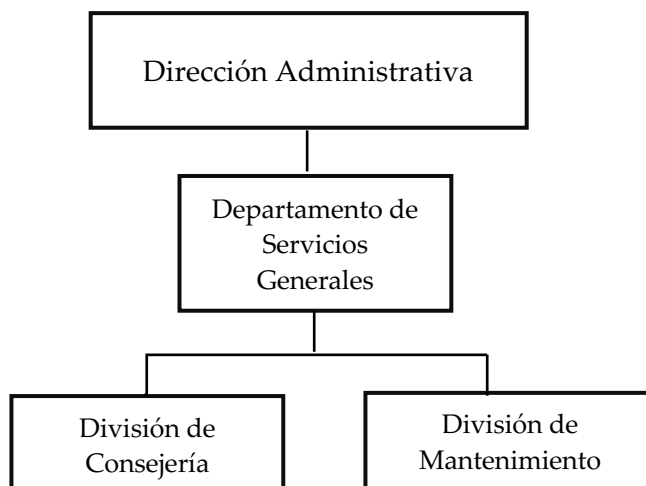 Dirección Administrativa
Departamento de
Servicios
Generales
División de
Consejería
División de
Mantenimiento